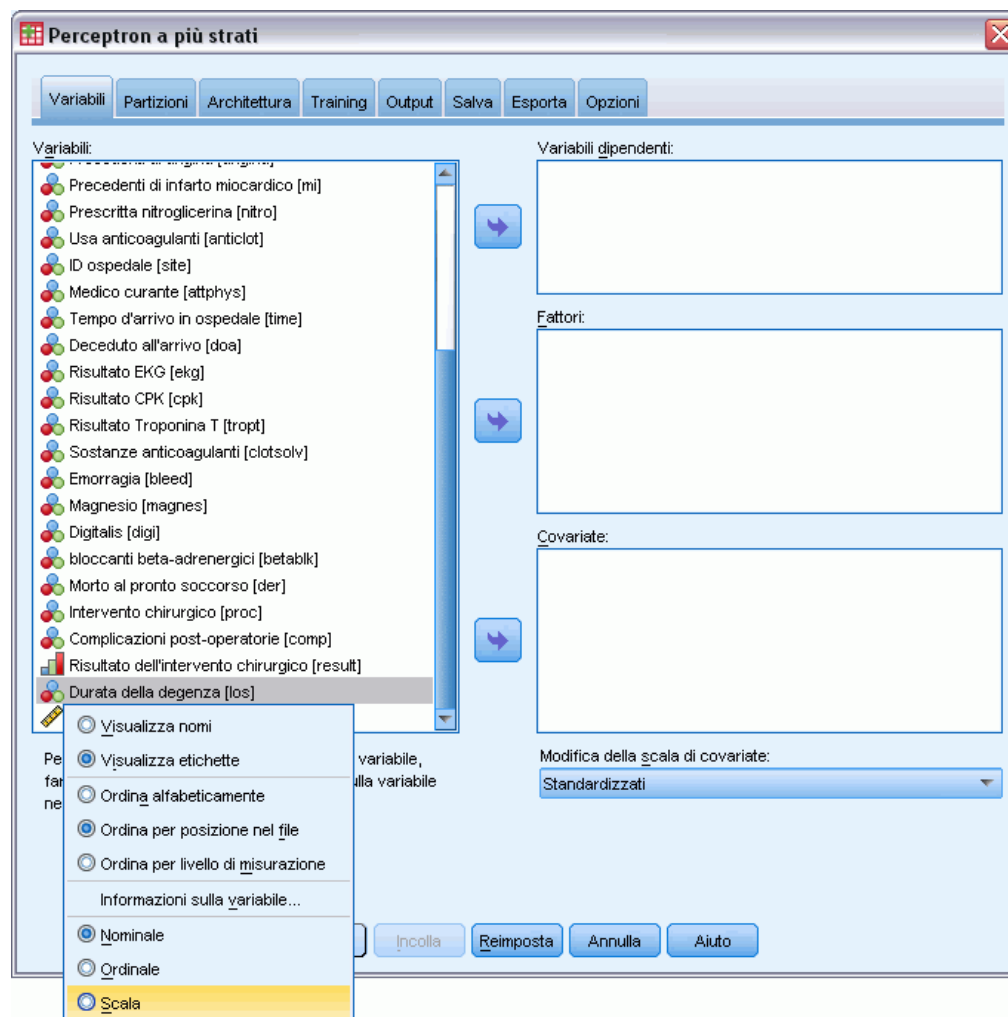 Perceptron a più strati
Variabili Partizioni Architettura Training Output Salva Esporta Opzioni
Variabili:
Precedenti di infarto miocardico [mi]
Prescritta nitroglicerina [nitro]
Usa anticoagulanti [anticlot]
ID ospedale [site]
Medico curante [attphys]
Tempo d'arrivo in ospedale [time]
Deceduto all'arrivo [doa]
Risultato EKG [ekg]
Risultato CPK [cpk]
Risultato Troponina T [tropt]
Sostanze anticoagulanti [clotsolv]
Emorragia [bleed]
Magnesio [magnes]
Digitalis [digi]
bloccanti beta-adrenergici [betablk]
Morto al pronto soccorso [der]
Intervento chirurgico [proc]
Complicazioni post-operatorie [comp]
Risultato dell'intervento chirurgico [result]
Durata della degenza [los]
Variabili dipendenti:
Fattori:
Covariate:
Modifica della scala di covariate:
Standardizzati
Pe
variabile,
far
sulla variabile
ne
Visualizza nomi
Visualizza etichette
Ordina alfabeticamente
Ordina per posizione nel file
Ordina per livello di misurazione
Informazioni sulla variabile...
Nominale
Ordinale
Scala
Incolla Reimposta Annulla Aiuto